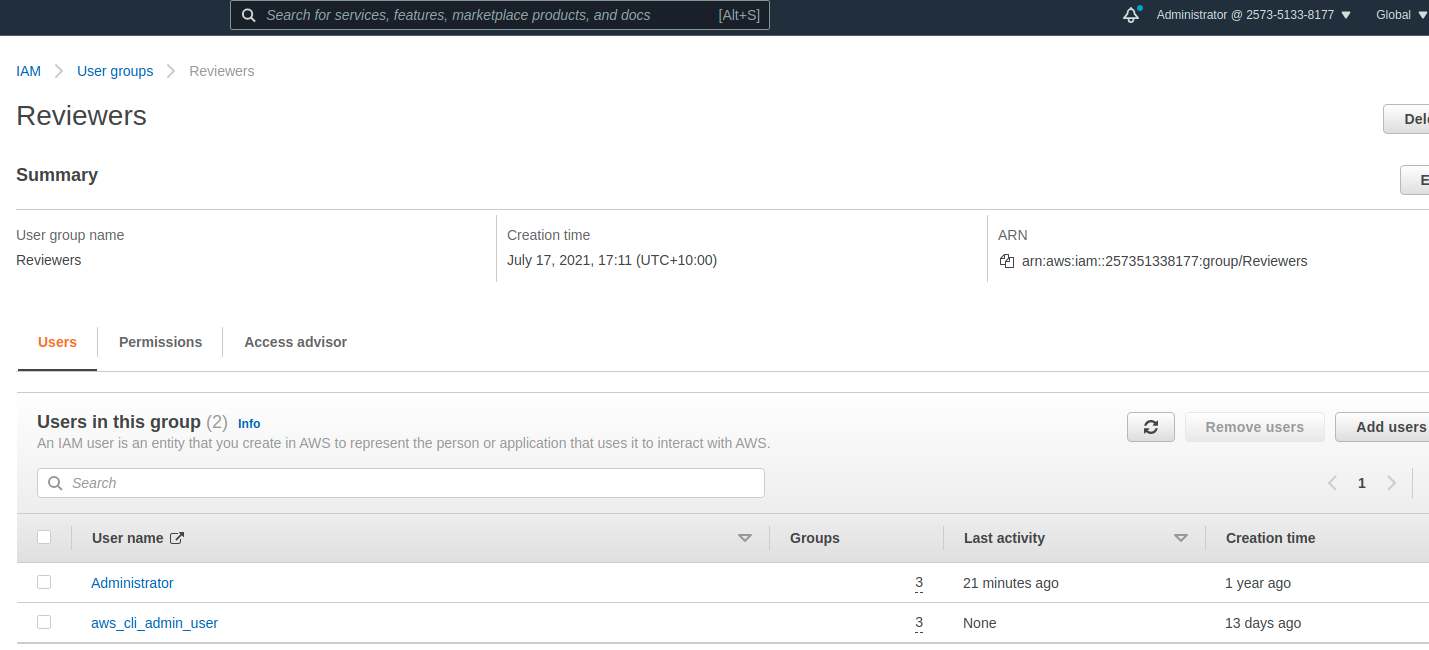 Search for services, features, marketplace products, and docs [Alt+S] Administrator @ 2573-5133-8177 Global
IAM User groups Reviewers
Reviewers
Summary
User group name Creation time ARN
Reviewers July 17, 2021, 17:11 (UTC+10:00) arn:aws:iam::257351338177:group/Reviewers
Users Permissions Access advisor
Users in this group (2) Info Remove users Add users
An IAM user is an entity that you create in AWS to represent the person or application that uses it to interact with AWS.
Search 1
User name Groups Last activity Creation time
Administrator 3 21 minutes ago 1 year ago
aws_cli_admin_user 3 None 13 days ago